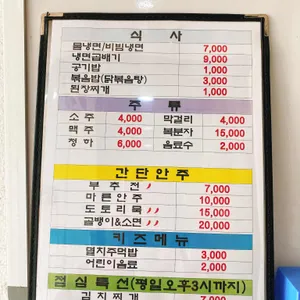 식 사
물냉면/비빔냉면 7,000
냉면곱배기 9,000
공기밥 1,000
볶음밥(닭볶음탕) 3,000
된장찌개 1,000
주 류
소 주 4,000 막걸리 4,000
맥 주 4,000 복분자 15,000
청 하 6,000 음료수 2,000
간단안주
부 추 전 〃 7,000
마 른 안 주 10,000
도 토 리 묵 〃 15,000
골뱅이&소면 〃 20,000
키즈메뉴
멸치주먹밥 3,000
어린이음료 2,000
점심특선(평일오후3시까지)
김 치 찌 개 7,000